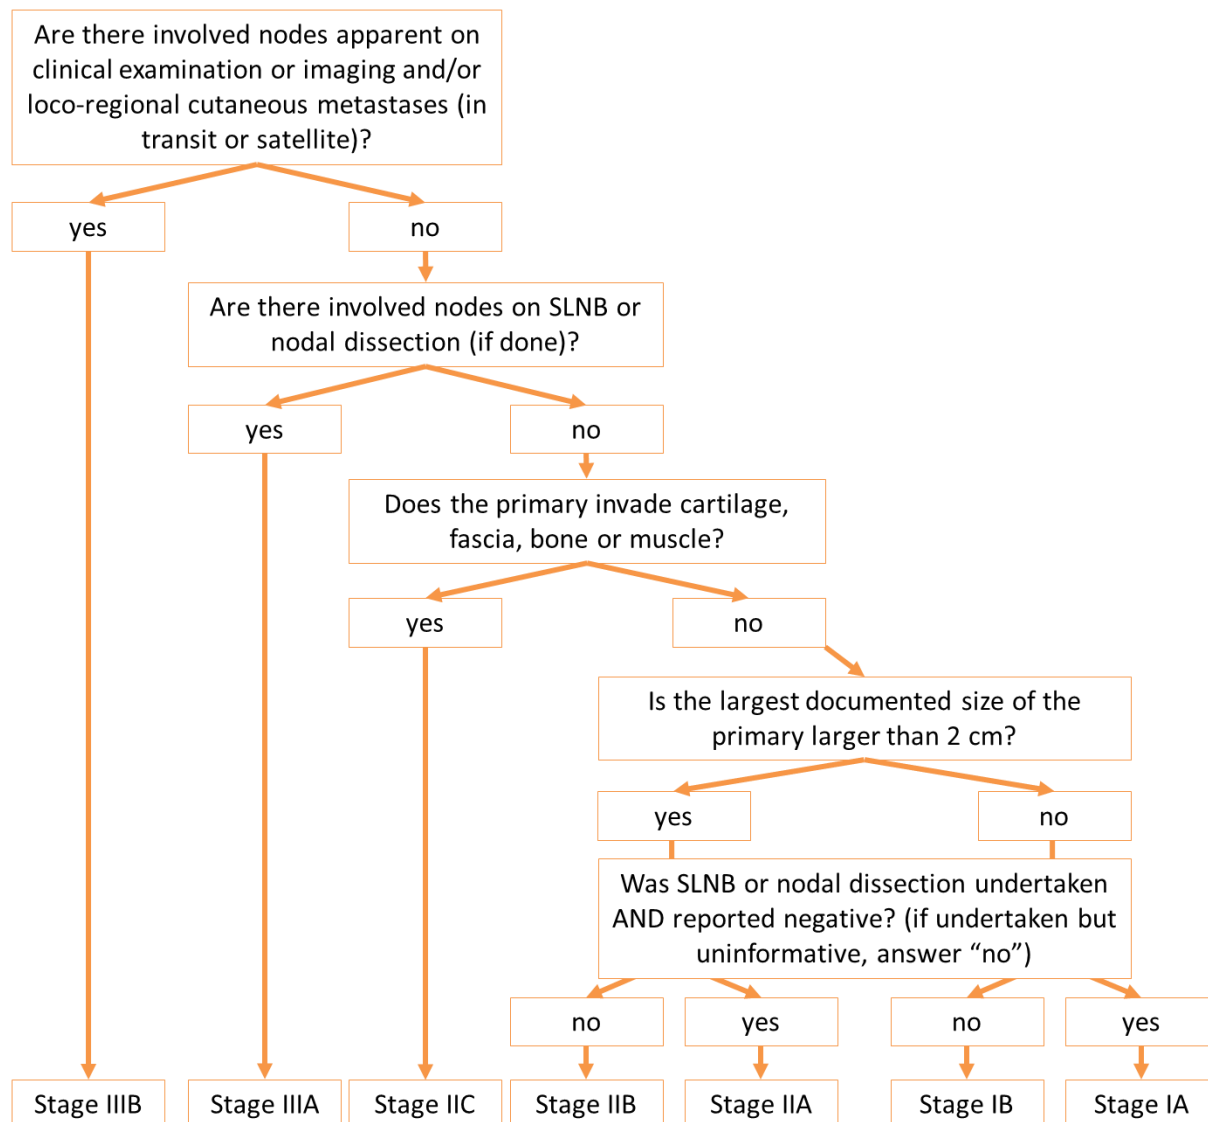 Are there involved nodes apparent on
clinical examination or imaging and/or
loco-regional cutaneous metastases (in
transit or satellite)?
yes
no
Are there involved nodes on SLNB or
nodal dissection (if done)?
yes
no
Does the primary invade cartilage,
fascia, bone or muscle?
yes
no
Is the largest documented size of the
primary larger than 2 cm?
yes
no
Was SLNB or nodal dissection undertaken
AND reported negative? (if undertaken but
uninformative, answer “no”)
no
yes
no
yes
Stage IIIB
Stage IIIA
Stage IIC
Stage IIB
Stage IIA
Stage IB
Stage IA